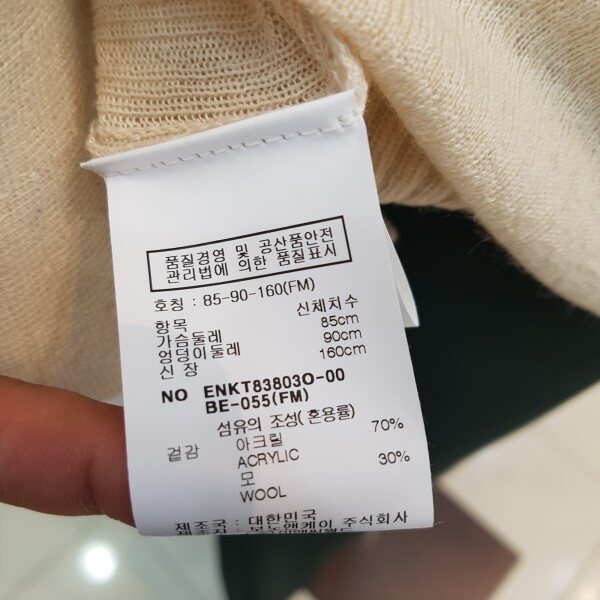 품질경영 및 공산품안전
관리법에 의한 품질표시
호칭 : 85-90-160(FM)
항목 신체치수
가슴둘레 85cm
엉덩이둘레 90cm
신 장 160cm
NO ENKT83803O-00
BE-055(FM)
섬유의 조성(혼용률)
겉감 아크릴 70%
ACRYLIC
모 30%
WOOL
제조국 : 대한민국
주식회사